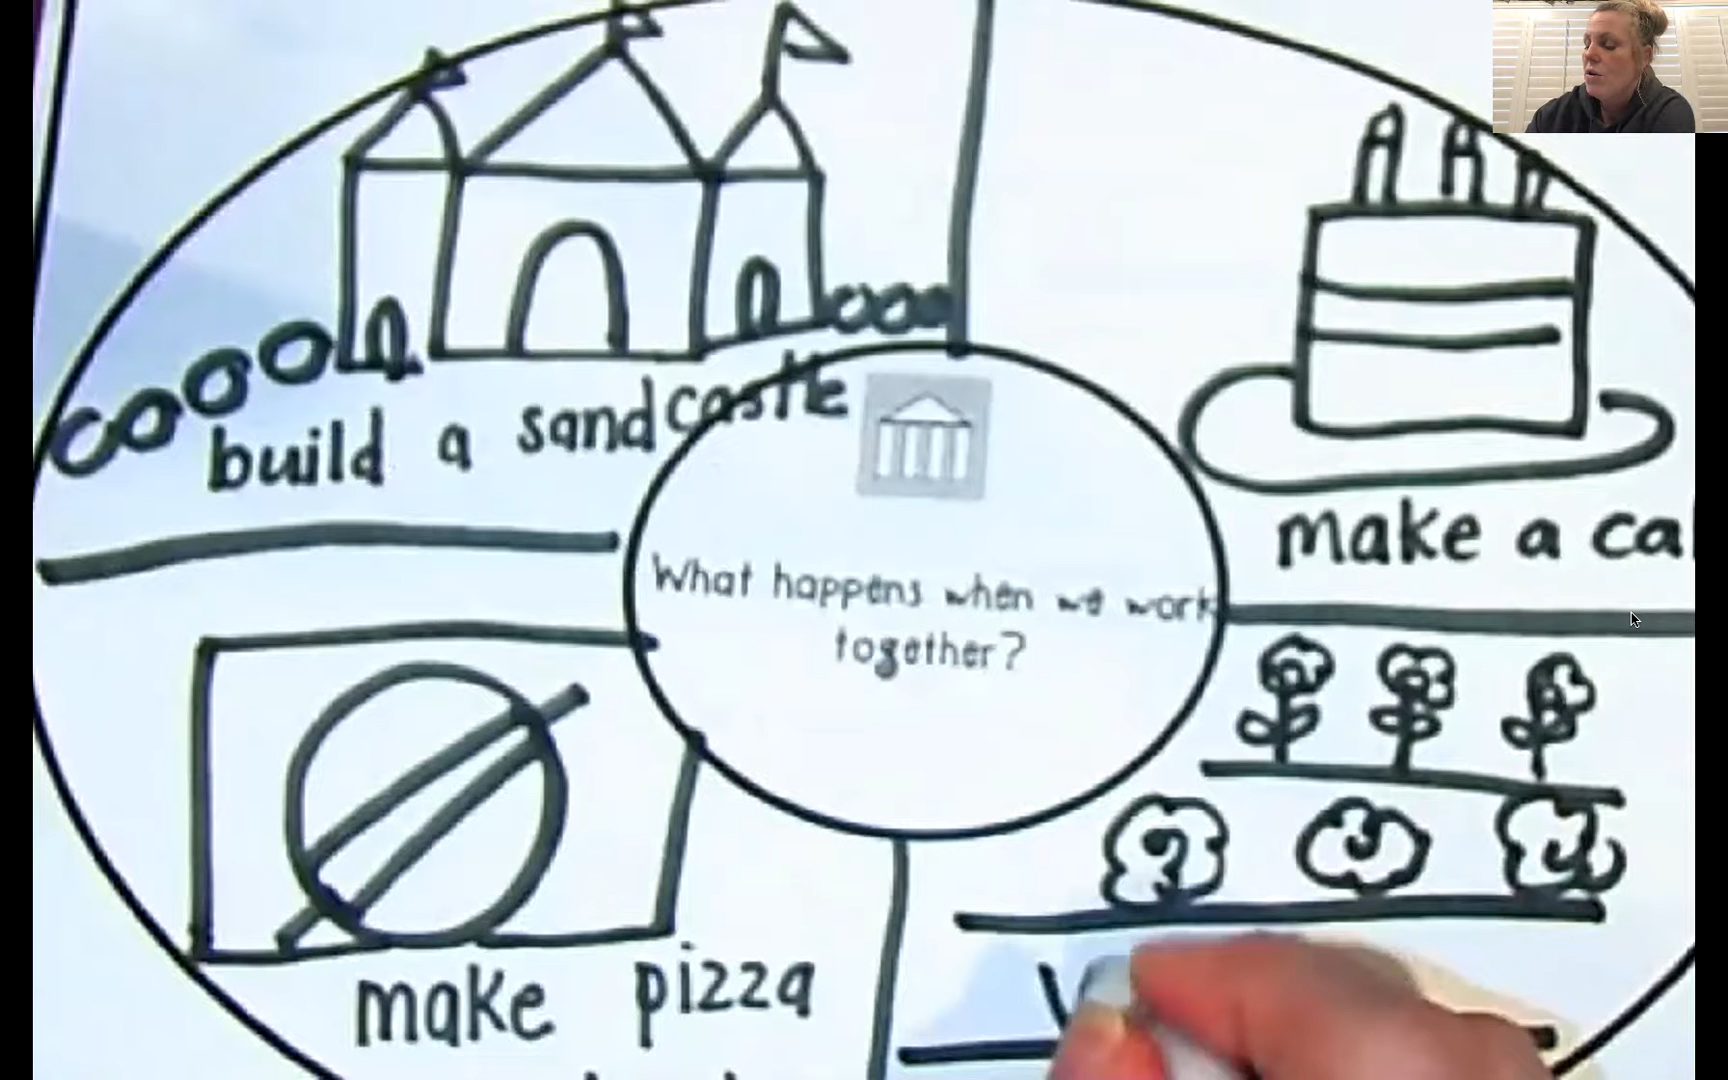 build a sandcastle
make a ca
What happens when we work
together?
make pizza